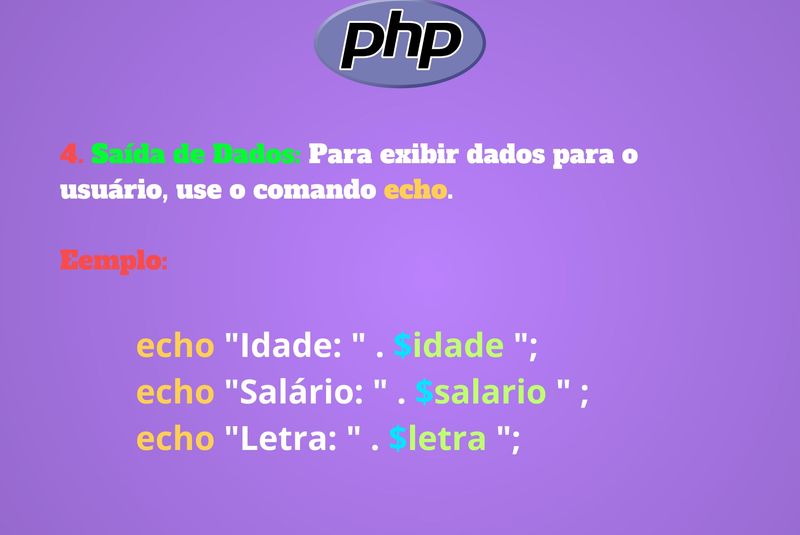 php
4. Saída de Dados: Para exibir dados para o
usuário, use o comando echo.
Eemplo:
echo "Idade: " . $idade ";
echo "Salário: " . $salario " ;
echo "Letra: " . $letra ";